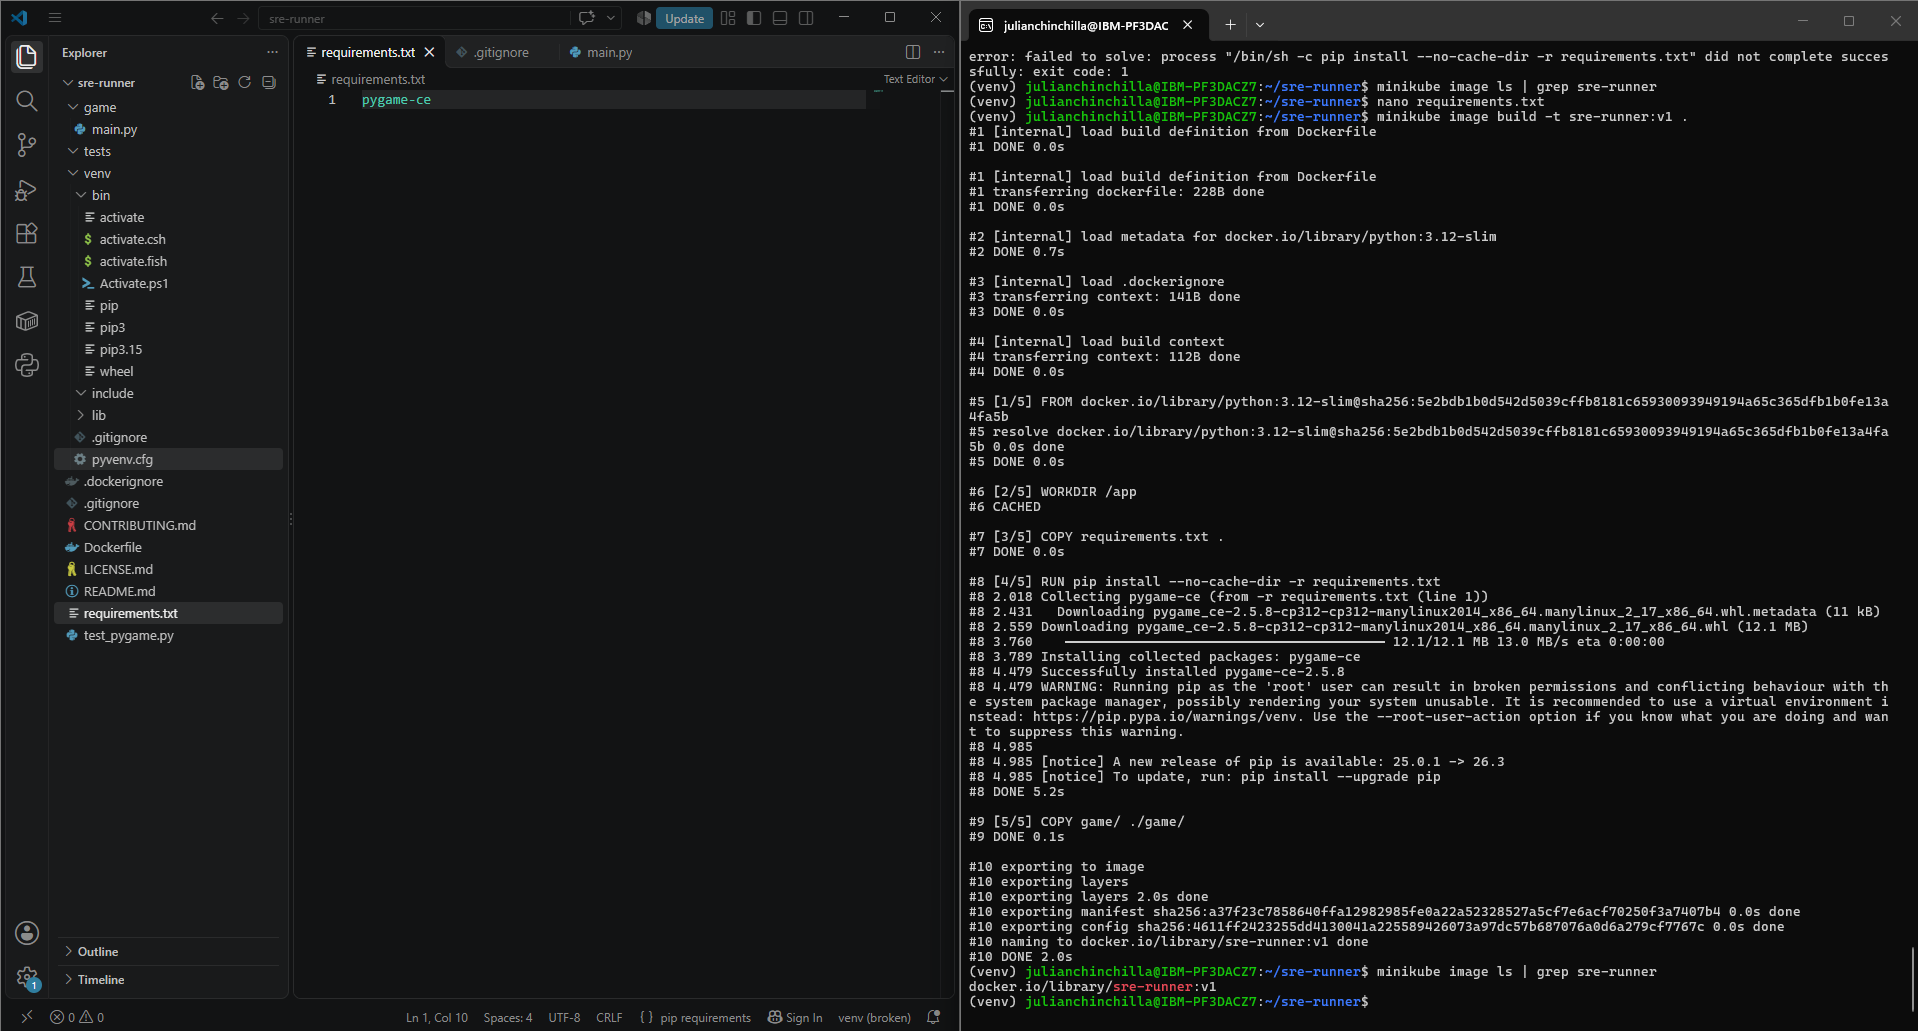 sre-runner
Update
Explorer
sre-runner
game
main.py
tests
venv
bin
activate
activate.csh
activate.fish
Activate.ps1
pip
pip3
pip3.15
wheel
include
lib
.gitignore
pyvenv.cfg
.dockerignore
.gitignore
CONTRIBUTING.md
Dockerfile
LICENSE.md
README.md
requirements.txt
test_pygame.py
Outline
Timeline
1
requirements.txt
.gitignore
main.py
requirements.txt
Text Editor
1 pygame-ce
0 0
Ln 1, Col 10 Spaces: 4 UTF-8 CRLF { } pip requirements Sign In venv (broken)
julianchinchilla@IBM-PF3DAC
error: failed to solve: process "/bin/sh -c pip install --no-cache-dir -r requirements.txt" did not complete succes
sfully: exit code: 1
(venv) julianchinchilla@IBM-PF3DACZ7:~/sre-runner$ minikube image ls | grep sre-runner
(venv) julianchinchilla@IBM-PF3DACZ7:~/sre-runner$ nano requirements.txt
(venv) julianchinchilla@IBM-PF3DACZ7:~/sre-runner$ minikube image build -t sre-runner:v1 .
#1 [internal] load build definition from Dockerfile
#1 DONE 0.0s
#1 [internal] load build definition from Dockerfile
#1 transferring dockerfile: 228B done
#1 DONE 0.0s
#2 [internal] load metadata for docker.io/library/python:3.12-slim
#2 DONE 0.7s
#3 [internal] load .dockerignore
#3 transferring context: 141B done
#3 DONE 0.0s
#4 [internal] load build context
#4 transferring context: 112B done
#4 DONE 0.0s
#5 [1/5] FROM docker.io/library/python:3.12-slim@sha256:5e2bdb1b0d542d5039cffb8181c65930093949194a65c365dfb1b0fe13a
4fa5b
#5 resolve docker.io/library/python:3.12-slim@sha256:5e2bdb1b0d542d5039cffb8181c65930093949194a65c365dfb1b0fe13a4fa
5b 0.0s done
#5 DONE 0.0s
#6 [2/5] WORKDIR /app
#6 CACHED
#7 [3/5] COPY requirements.txt .
#7 DONE 0.0s
#8 [4/5] RUN pip install --no-cache-dir -r requirements.txt
#8 2.018 Collecting pygame-ce (from -r requirements.txt (line 1))
#8 2.431 Downloading pygame_ce-2.5.8-cp312-cp312-manylinux2014_x86_64.manylinux_2_17_x86_64.whl.metadata (11 kB)
#8 2.559 Downloading pygame_ce-2.5.8-cp312-cp312-manylinux2014_x86_64.manylinux_2_17_x86_64.whl (12.1 MB)
#8 3.760 12.1/12.1 MB 13.0 MB/s eta 0:00:00
#8 3.789 Installing collected packages: pygame-ce
#8 4.479 Successfully installed pygame-ce-2.5.8
#8 4.479 WARNING: Running pip as the 'root' user can result in broken permissions and conflicting behaviour with th
e system package manager, possibly rendering your system unusable. It is recommended to use a virtual environment i
nstead: https://pip.pypa.io/warnings/venv. Use the --root-user-action option if you know what you are doing and wan
t to suppress this warning.
#8 4.985
#8 4.985 [notice] A new release of pip is available: 25.0.1 -> 26.3
#8 4.985 [notice] To update, run: pip install --upgrade pip
#8 DONE 5.2s
#9 [5/5] COPY game/ ./game/
#9 DONE 0.1s
#10 exporting to image
#10 exporting layers
#10 exporting layers 2.0s done
#10 exporting manifest sha256:a37f23c7858640ffa12982985fe0a22a52328527a5cf7e6acf70250f3a7407b4 0.0s done
#10 exporting config sha256:4611ff2423255dd4130041a225589426073a97dc57b687076a0d6a279cf7767c 0.0s done
#10 naming to docker.io/library/sre-runner:v1 done
#10 DONE 2.0s
(venv) julianchinchilla@IBM-PF3DACZ7:~/sre-runner$ minikube image ls | grep sre-runner
docker.io/library/sre-runner:v1
(venv) julianchinchilla@IBM-PF3DACZ7:~/sre-runner$